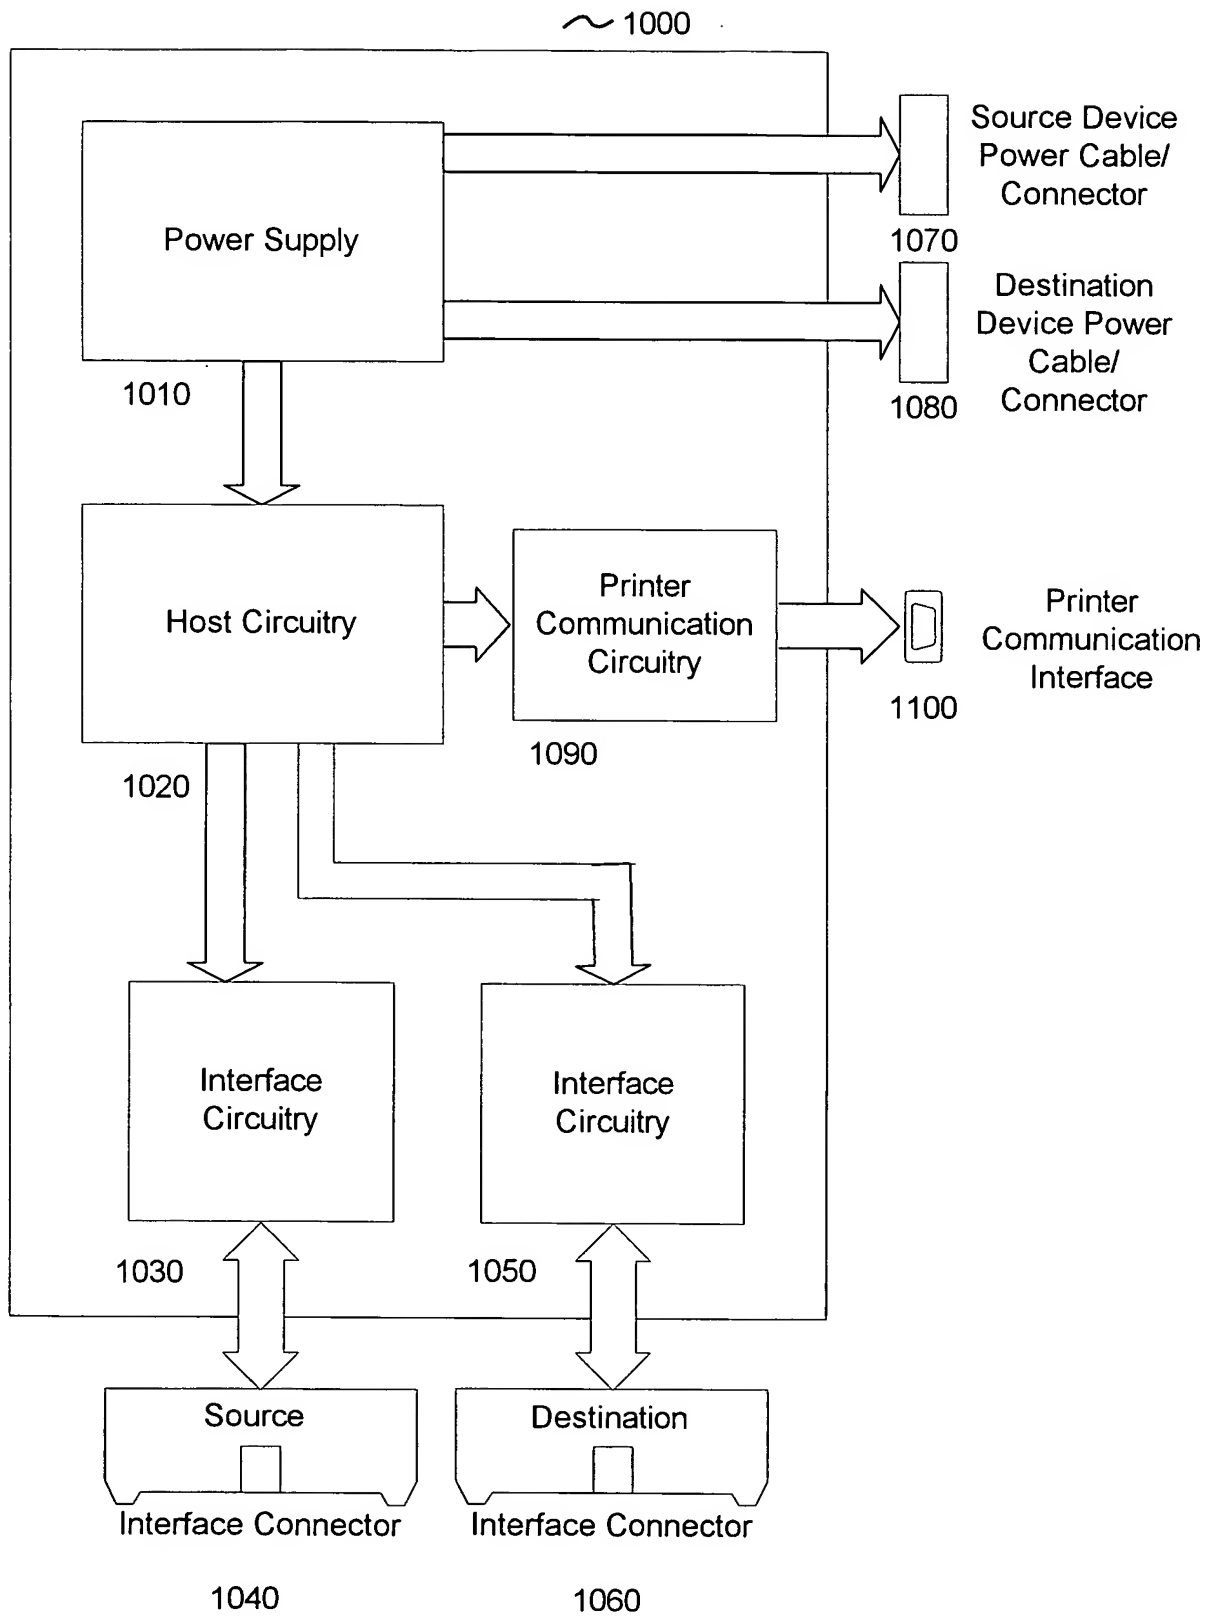 1000
Source Device
Power Cable/
Connector
Power Supply
1070
Destination
Device Power
Cable/
Connector
1010
1080
Host Circuitry
Printer
Communication
Circuitry
Printer
Communication
Interface
1100
1020
1090
Interface
Circuitry
Interface
Circuitry
1030
1050
Source
Destination
Interface Connector
Interface Connector
1040
1060